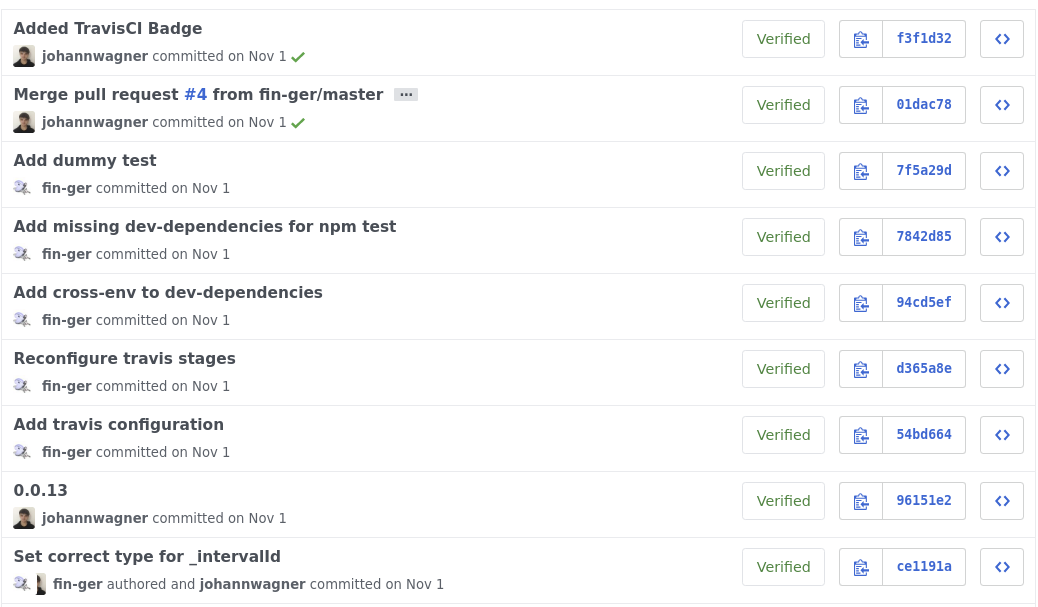 Added TravisCI Badge
johannwagner committed on Nov 1
Verified
f3f1d32
Merge pull request #4 from fin-ger/master ...
johannwagner committed on Nov 1
Verified
01dac78
Add dummy test
fin-ger committed on Nov 1
Verified
7f5a29d
Add missing dev-dependencies for npm test
fin-ger committed on Nov 1
Verified
7842d85
Add cross-env to dev-dependencies
fin-ger committed on Nov 1
Verified
94cd5ef
Reconfigure travis stages
fin-ger committed on Nov 1
Verified
d365a8e
Add travis configuration
fin-ger committed on Nov 1
Verified
54bd664
0.0.13
johannwagner committed on Nov 1
Verified
96151e2
Set correct type for _intervalId
fin-ger authored and johannwagner committed on Nov 1
Verified
ce1191a